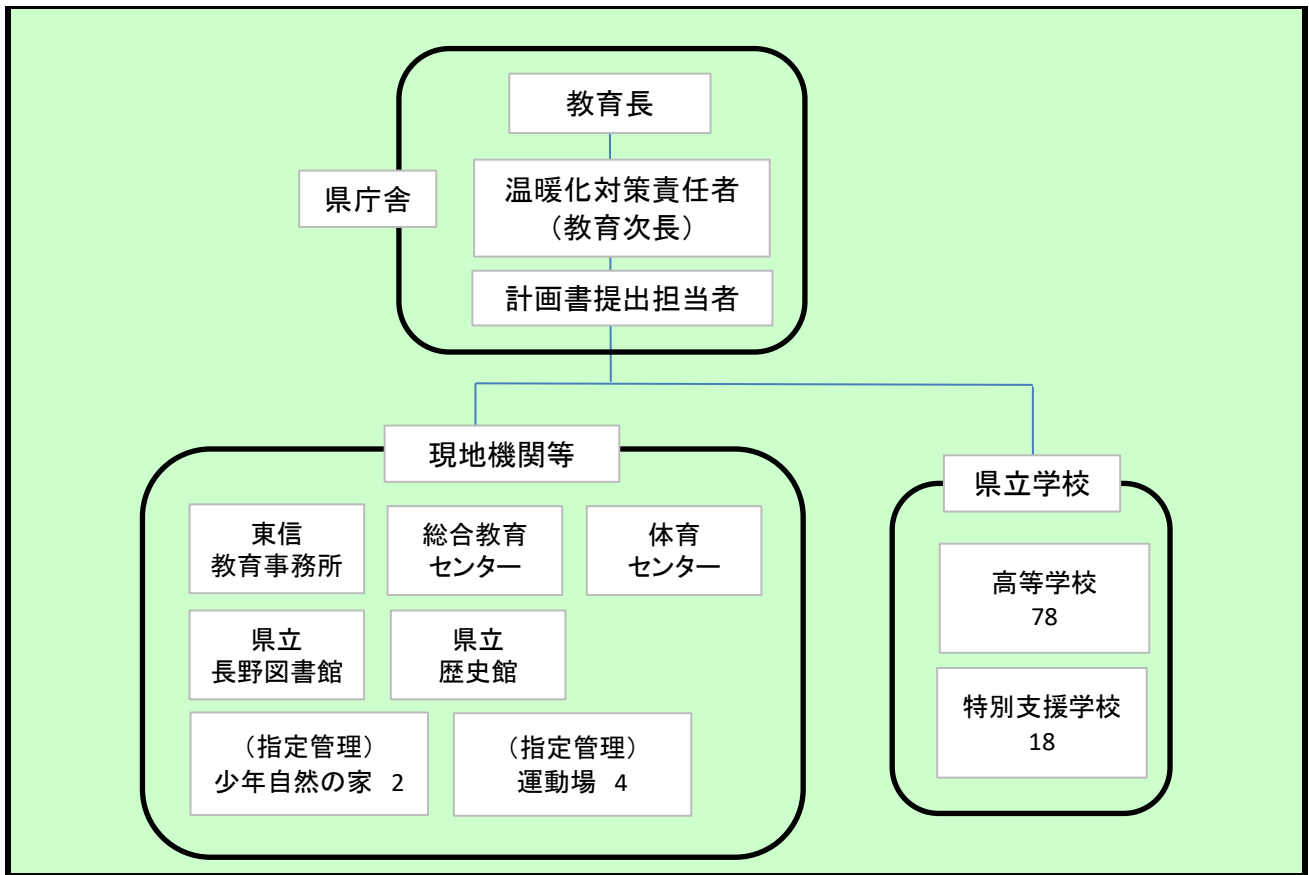 教育長
県庁舎
温暖化対策責任者
（教育次長）
計画書提出担当者
現地機関等
東信
教育事務所
総合教育
センター
体育
センター
県立
長野図書館
県立
歴史館
（指定管理）
少年自然の家 2
（指定管理）
運動場 4
県立学校
高等学校
78
特別支援学校
18